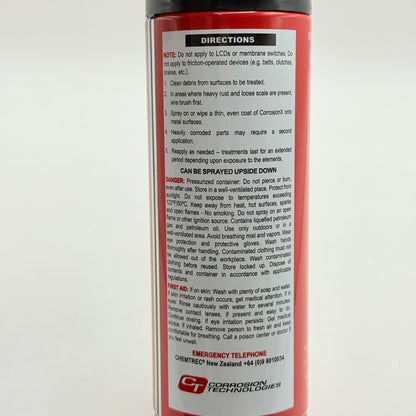 DIRECTIONS
NOTE: Do not apply to LCDs or membrane switches. Do
not apply to friction-operated devices (e.g. belts, clutches,
brakes, etc.).
1. Clean debris from surfaces to be treated.
2. In areas where heavy rust and loose scale are present,
wire brush first.
3. Spray on or wipe a thin, even coat of CorrosionX onto
metal surfaces.
4. Heavily corroded parts may require a second
application.
5. Reapply as needed – treatments last for an extended
period depending upon exposure to the elements.
CAN BE SPRAYED UPSIDE DOWN
DANGER: Pressurized container: Do not pierce or burn,
even after use. Store in a well-ventilated place. Protect from
sunlight. Do not expose to temperatures exceeding
122°F/50°C. Keep away from heat, hot surfaces, sparks
and open flames - No smoking. Do not spray on an open
flame or other ignition source. Contains liquefied petroleum
gas and petroleum oil. Use only outdoors or in a
well-ventilated area. Avoid breathing mist and vapors. Wear
eye protection and protective gloves. Wash hands
thoroughly after handling. Contaminated clothing must not
be allowed out of the workplace. Wash contaminated
clothing before reused. Store locked up. Dispose of
contents and container in accordance with applicable
regulations.
FIRST AID: If on skin: Wash with plenty of soap and water.
If skin irritation or rash occurs; get medical attention. If in
eyes: Rinse cautiously with water for several minutes.
Remove contact lenses, if present and easy to do.
Continue rinsing. If eye irritation persists: Get medical
advice. If inhaled: Remove person to fresh air and keep
comfortable for breathing. Call a poison center or doctor if
you feel unwell.
EMERGENCY TELEPHONE
CHEMTREC® New Zealand +64 (0)9 8010034
CT CORROSION
TECHNOLOGIES